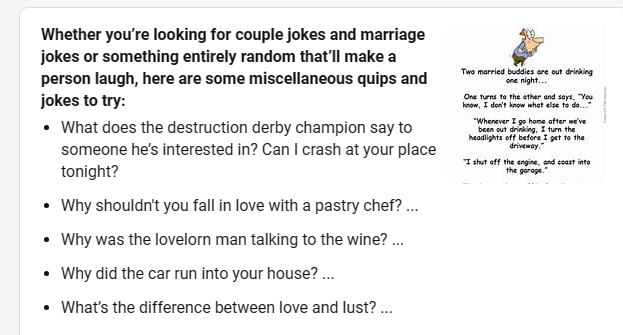 Whether you’re looking for couple jokes and marriage
jokes or something entirely random that’ll make a
person laugh, here are some miscellaneous quips and
jokes to try:
• What does the destruction derby champion say to
someone he’s interested in? Can I crash at your place
tonight?
• Why shouldn't you fall in love with a pastry chef? ...
• Why was the lovelorn man talking to the wine? ...
• Why did the car run into your house? ...
• What’s the difference between love and lust? ...
Two married buddies are out drinking
one night...
One turns to the other and says, “You
know, I don’t know what else to do...”
“Whenever I go home after we’ve
been out drinking, I turn the
headlights off before I get to the
driveway.”
“I shut off the engine, and coast into
the garage.”